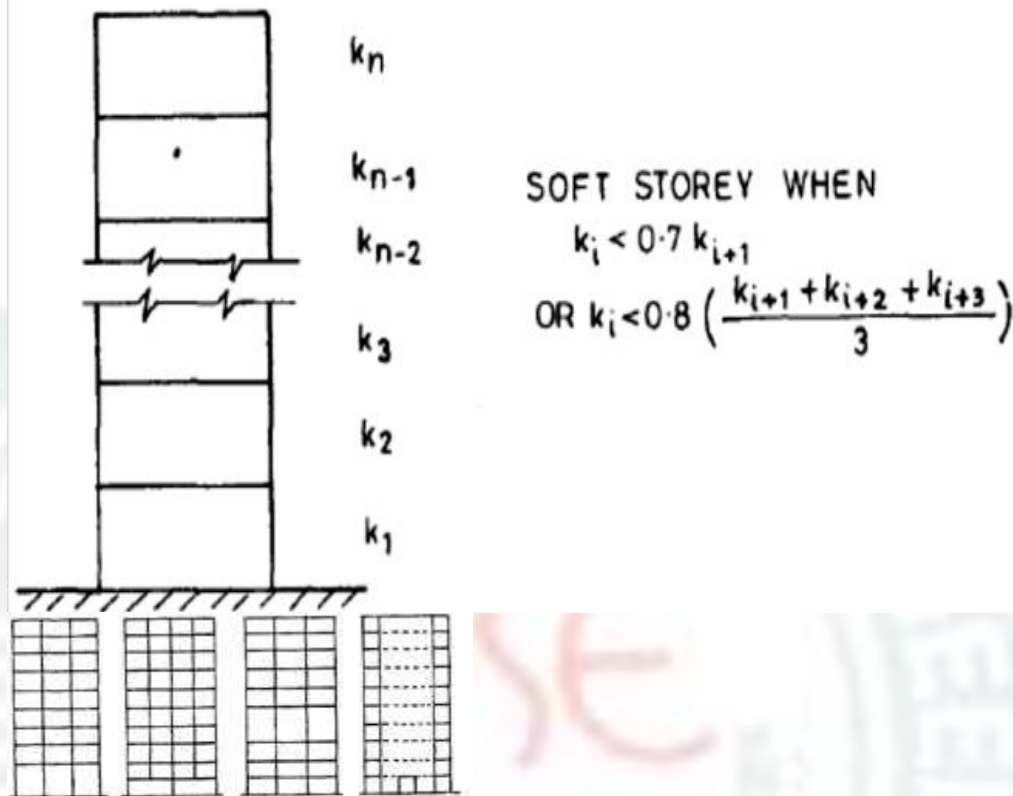 kn
kn-1
kn-2
k3
k2
k1
SOFT STOREY WHEN
ki < 0.7 ki+1
OR ki < 0.8 ( ki+1 + ki+2 + ki+3 / 3 )
SE